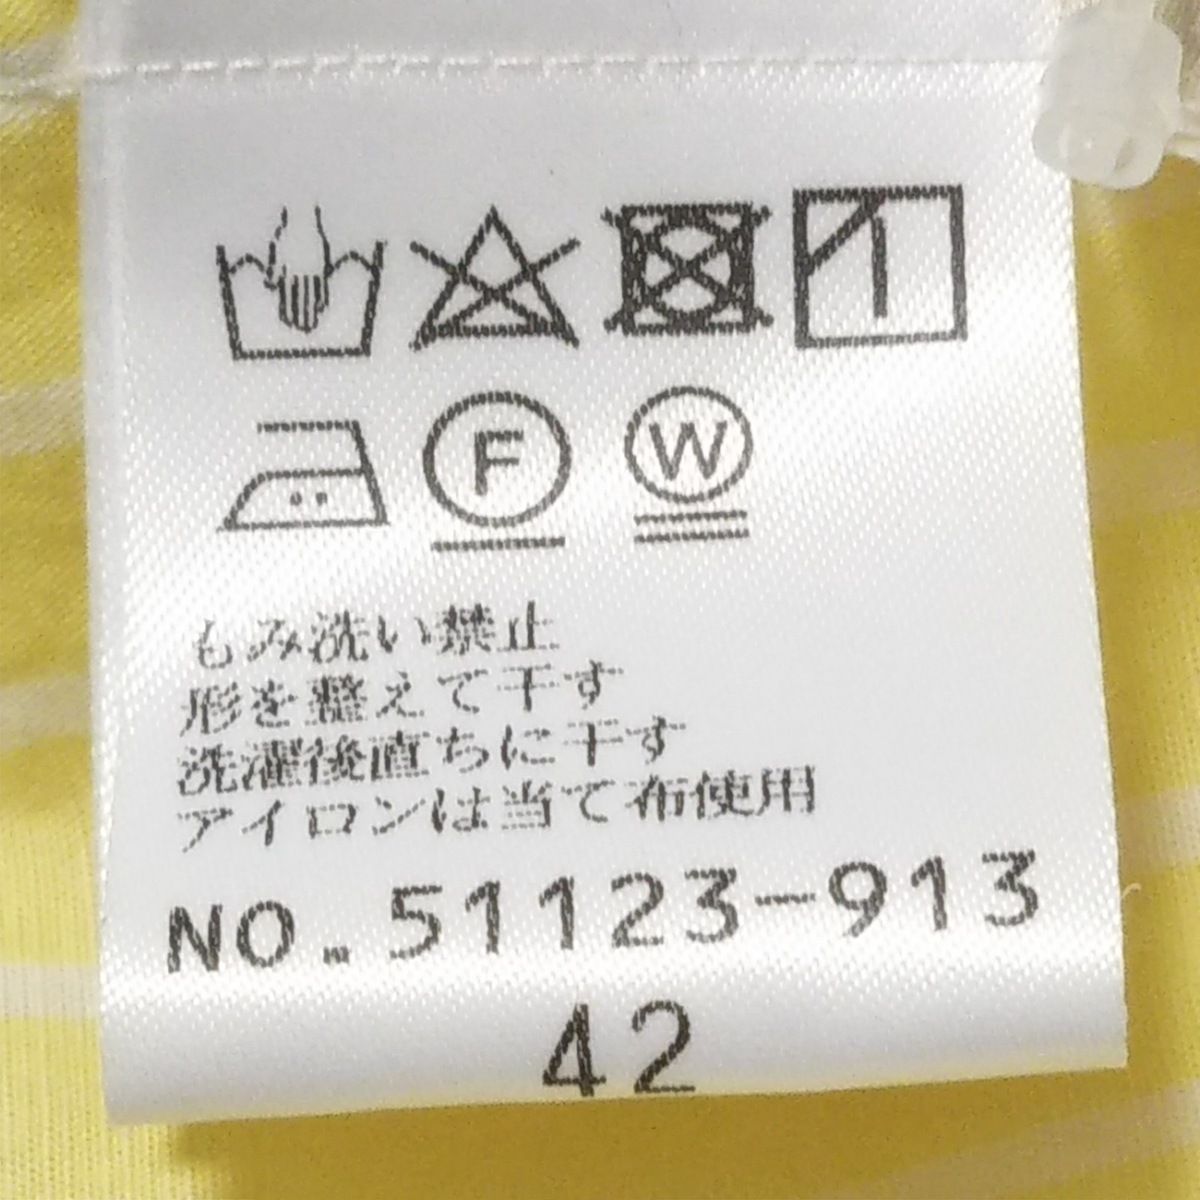 F W
もみ洗い禁止
形を整えて干す
洗濯後直ちに干す
アイロンは当て布使用
NO.51123-913
42